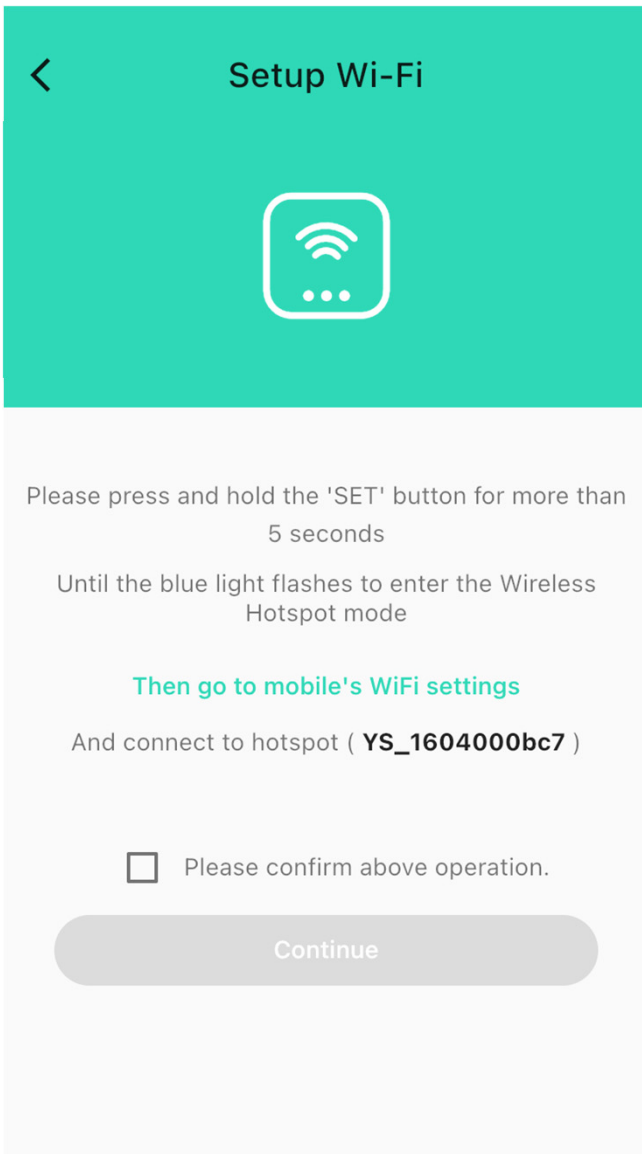 Setup Wi-Fi
Please press and hold the 'SET' button for more than
5 seconds
Until the blue light flashes to enter the Wireless
Hotspot mode
Then go to mobile's WiFi settings
And connect to hotspot ( YS_1604000bc7 )
Please confirm above operation.
Continue